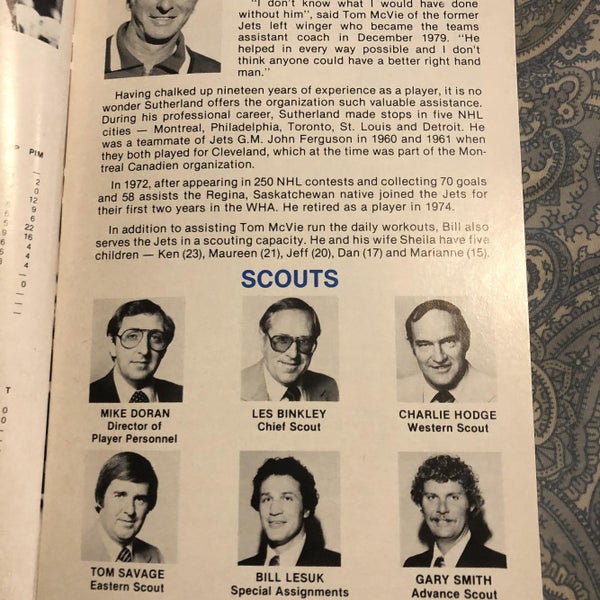 "I don't know what I would have done
without him", said Tom McVie of the former
Jets left winger who became the teams
assistant coach in December 1979. "He
helped in every way possible and I don't
think anyone could have a better right hand
man."
Having chalked up nineteen years of experience as a player, it is no
wonder Sutherland offers the organization such valuable assistance.
During his professional career, Sutherland made stops in five NHL
cities — Montreal, Philadelphia, Toronto, St. Louis and Detroit. He
was a teammate of Jets G.M. John Ferguson in 1960 and 1961 when
they both played for Cleveland, which at the time was part of the Mon-
treal Canadien organization.
In 1972, after appearing in 250 NHL contests and collecting 70 goals
and 58 assists the Regina, Saskatchewan native joined the Jets for
their first two years in the WHA. He retired as a player in 1974.
In addition to assisting Tom McVie run the daily workouts, Bill also
serves the Jets in a scouting capacity. He and his wife Sheila have five
children — Ken (23), Maureen (21), Jeff (20), Dan (17) and Marianne (15).
SCOUTS
MIKE DORAN
Director of
Player Personnel
LES BINKLEY
Chief Scout
CHARLIE HODGE
Western Scout
TOM SAVAGE
Eastern Scout
BILL LESUK
Special Assignments
GARY SMITH
Advance Scout
PIM
2
12
9
6
22
16
4
4
0
T